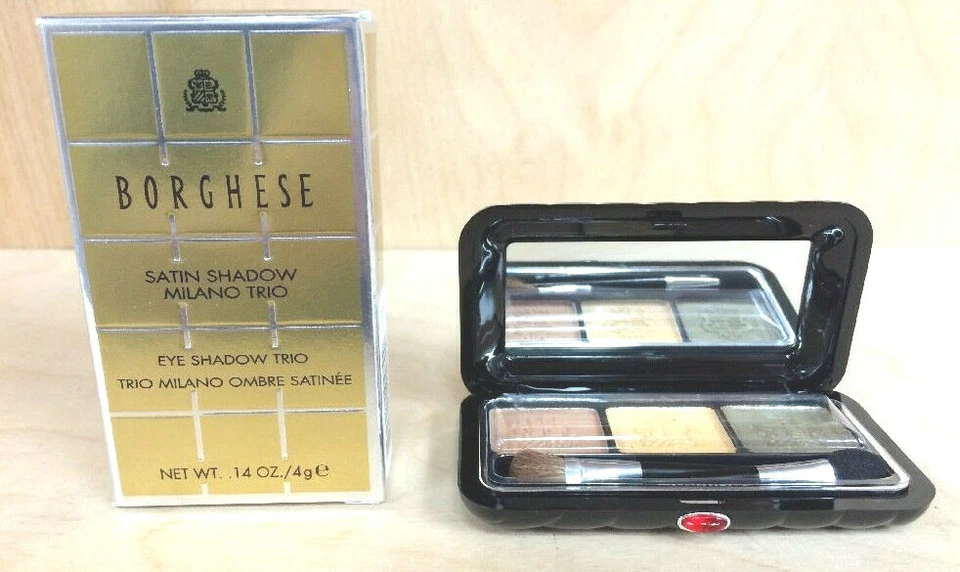 BORGHESE
SATIN SHADOW
MILANO TRIO
EYE SHADOW TRIO
TRIO MILANO OMBRE SATINÉE
NET WT. .14 OZ./4g℮